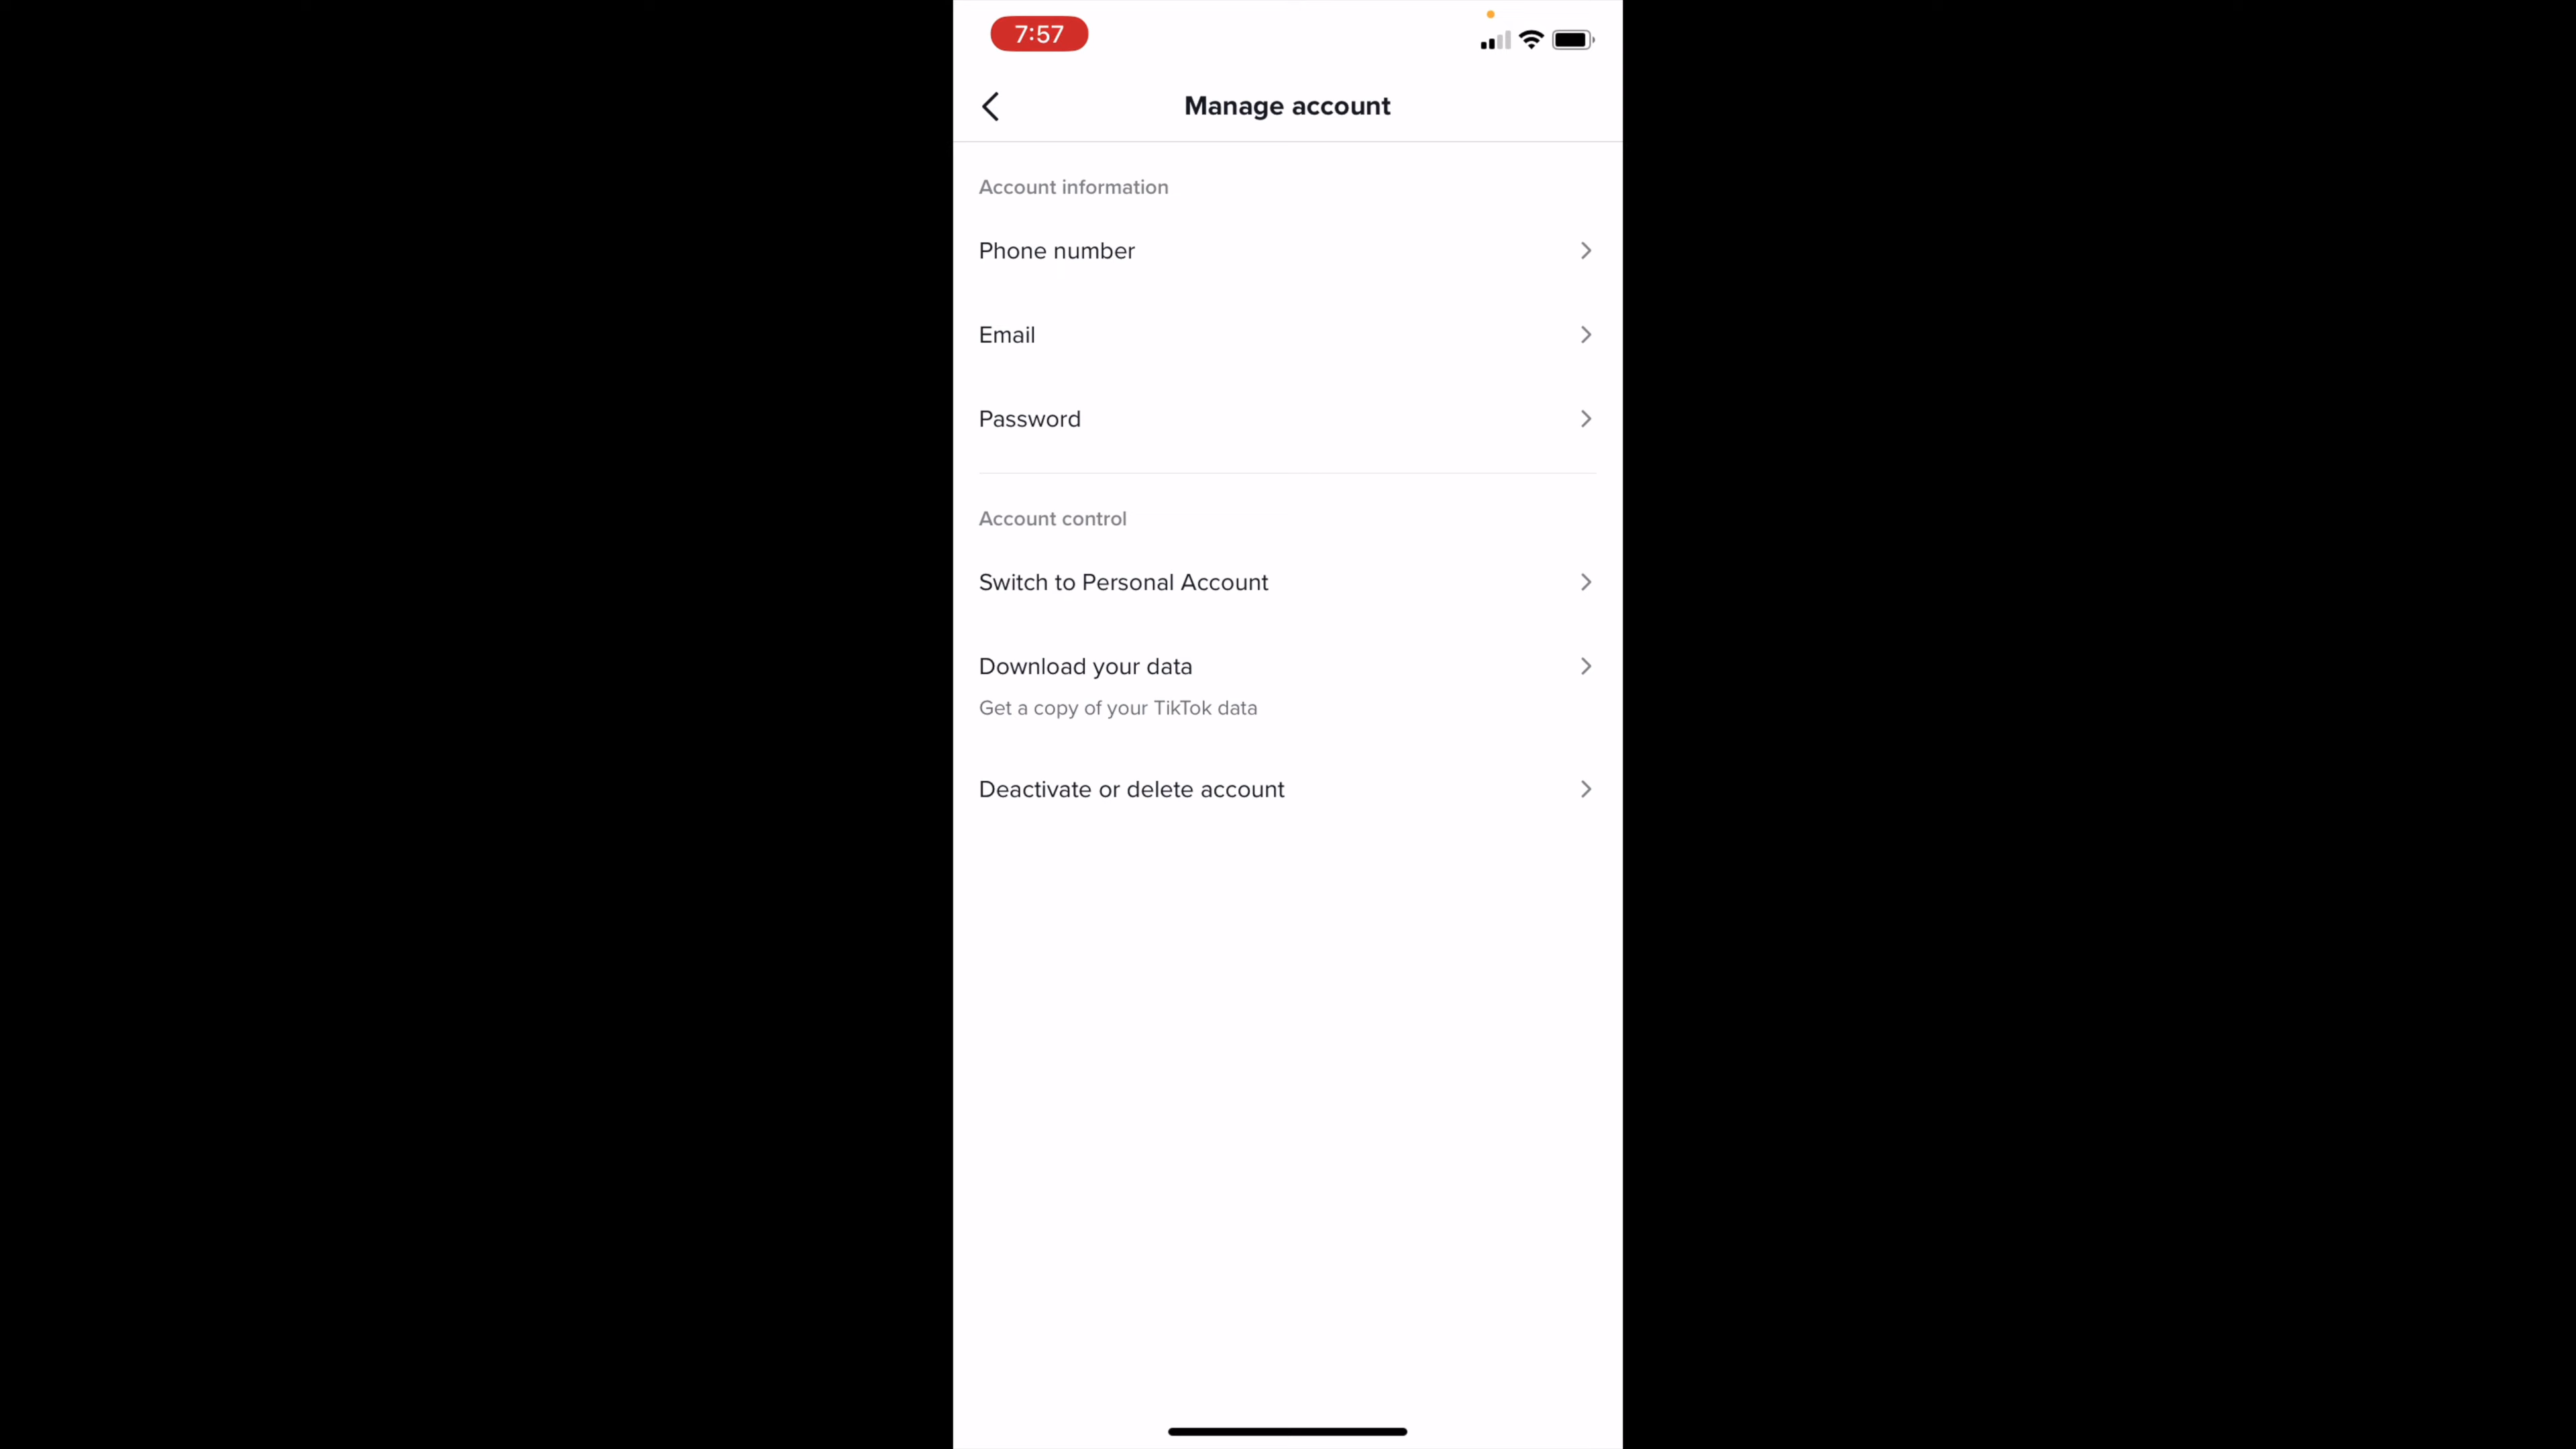 7:57
Manage account
Account information
Phone number
Email
Password
Account control
Switch to Personal Account
Download your data
Get a copy of your TikTok data
Deactivate or delete account